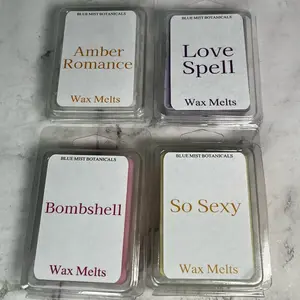 BLUE MIST BOTANICALS
Amber
Romance
Wax Melts
BLUE MIST BOTANICALS
Love
Spell
Wax Melts
BLUE MIST BOTANICALS
Bombshell
Wax Melts
BLUE MIST BOTANICALS
So Sexy
Wax Melts